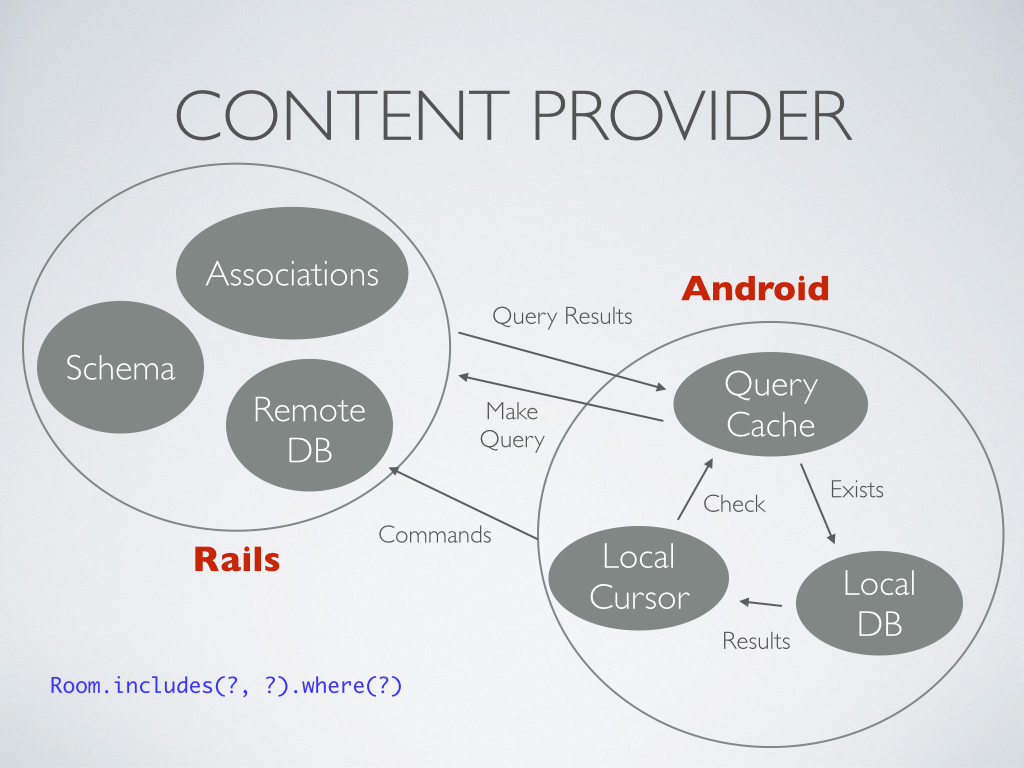 CONTENT PROVIDER
Associations
Schema
Remote
DB
Rails
Query Results
Make
Query
Commands
Android
Query
Cache
Check
Exists
Local
Cursor
Local
DB
Results
Room.includes(?, ?).where(?)